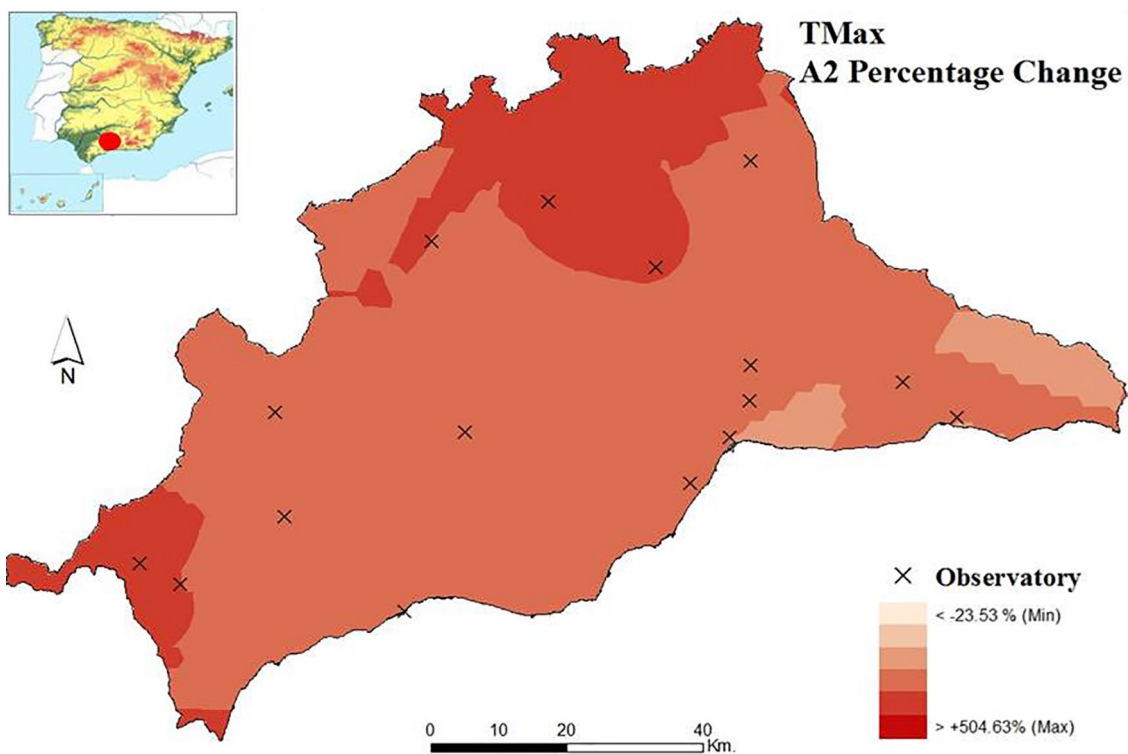 TMax
A2 Percentage Change
N
Observatory
< -23.53 % (Min)
> +504.63% (Max)
0 10 20 40
Km.